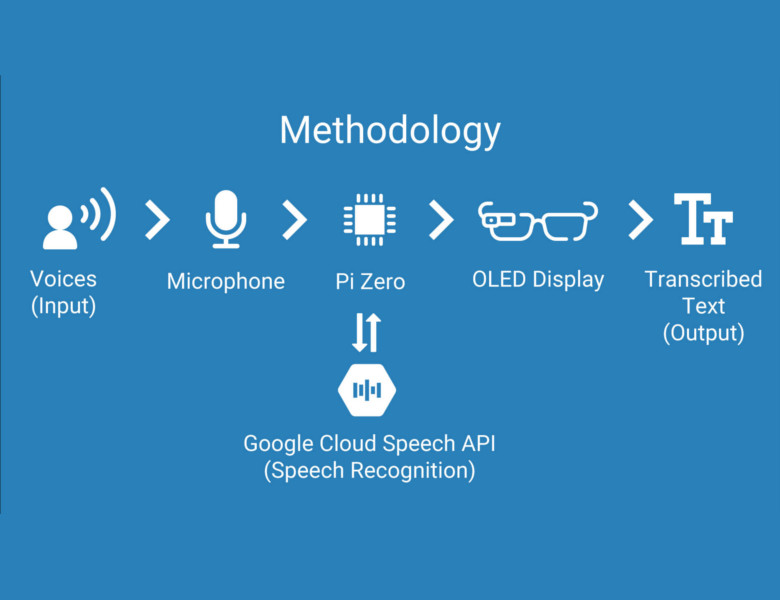 Methodology
Voices
(Input)
Microphone
Pi Zero
OLED Display
Transcribed
Text
(Output)
Google Cloud Speech API
(Speech Recognition)